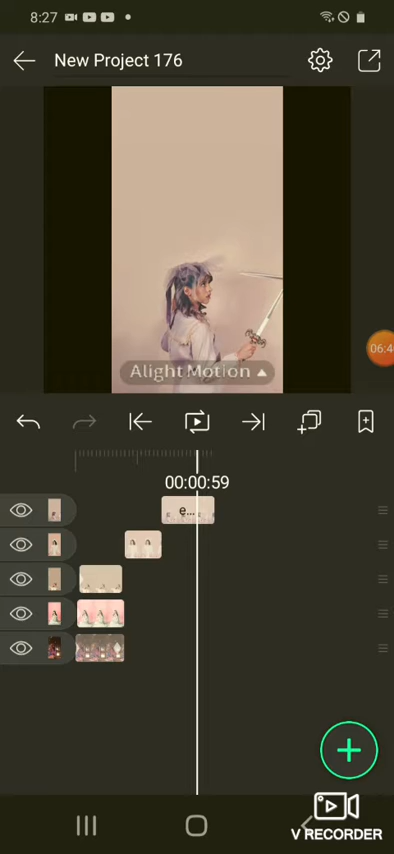 8:27
New Project 176
Alight Motion
06:4
00:00:59
e...
V RECORDER